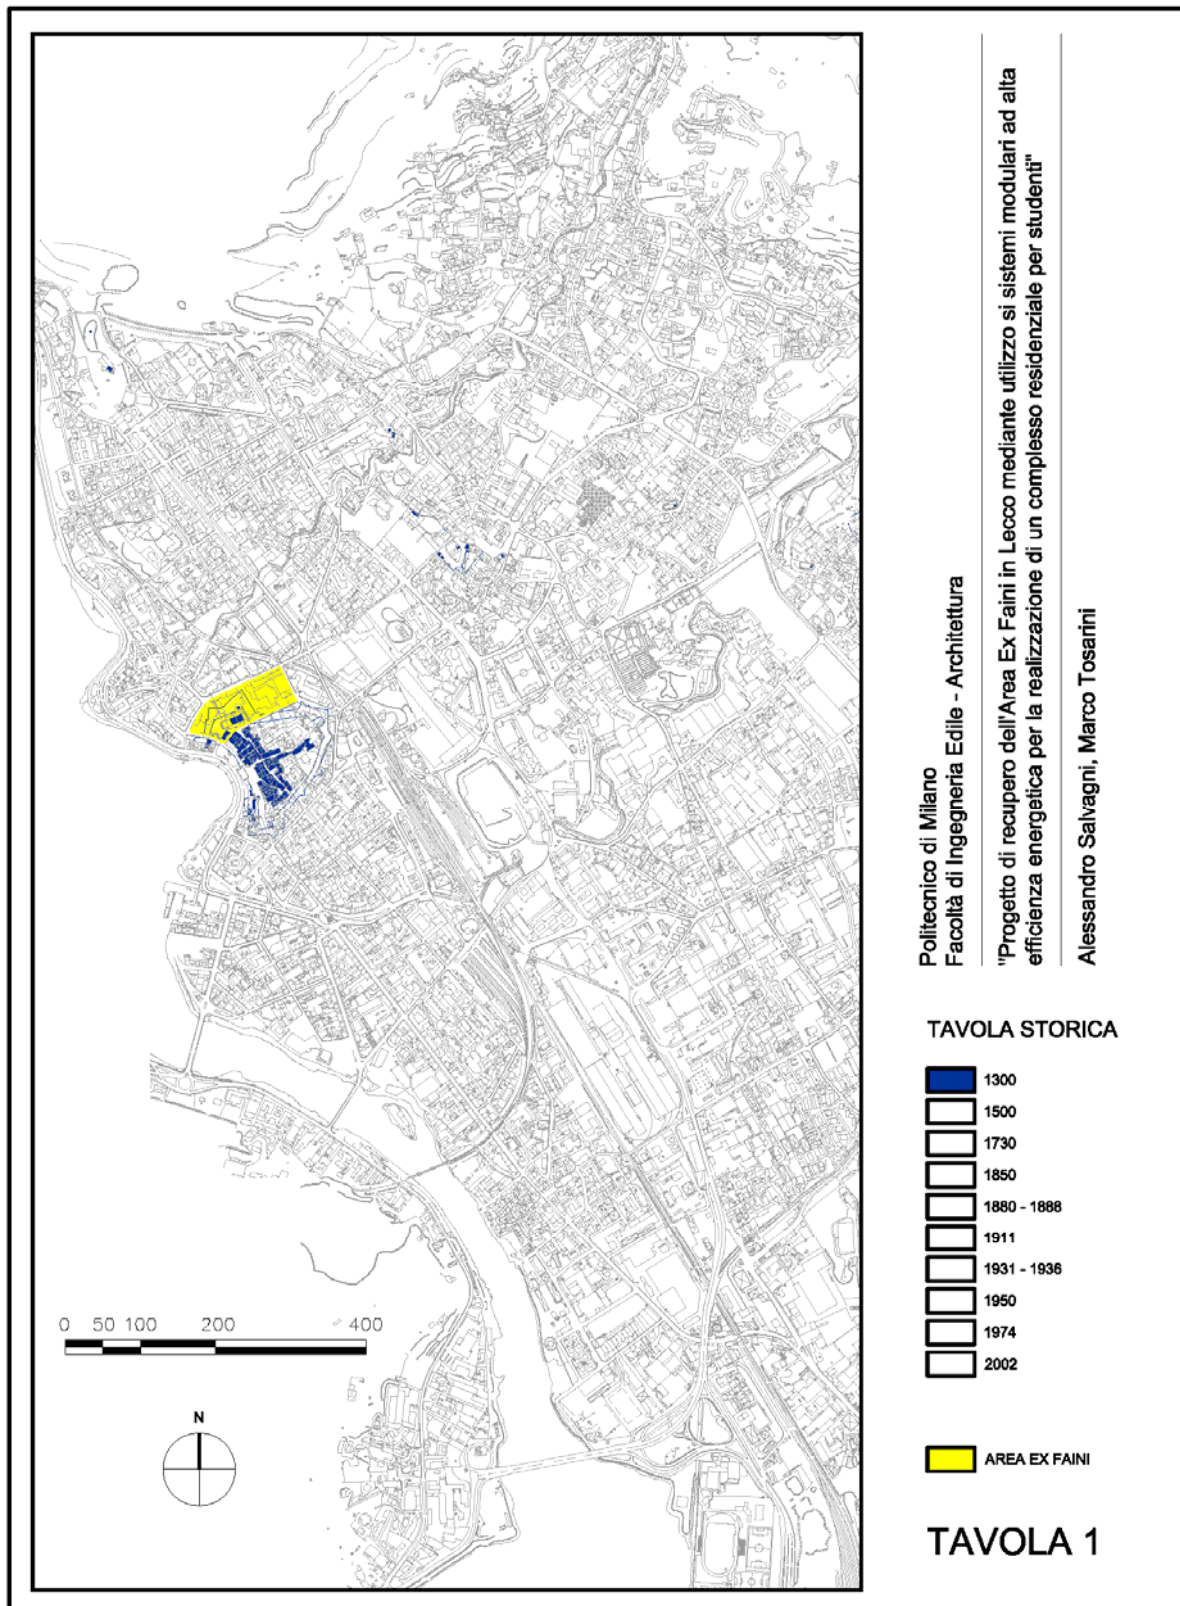 Politecnico di Milano
Facoltà di Ingegneria Edile - Architettura
"Progetto di recupero dell'Area Ex Faini in Lecco mediante utilizzo si sistemi modulari ad alta
efficienza energetica per la realizzazione di un complesso residenziale per studenti"
Alessandro Salvagni, Marco Tosarini
TAVOLA STORICA
1300
1500
1730
1850
1880 - 1888
1911
1931 - 1936
1950
1974
2002
AREA EX FAINI
TAVOLA 1
0 50 100 200 400
N